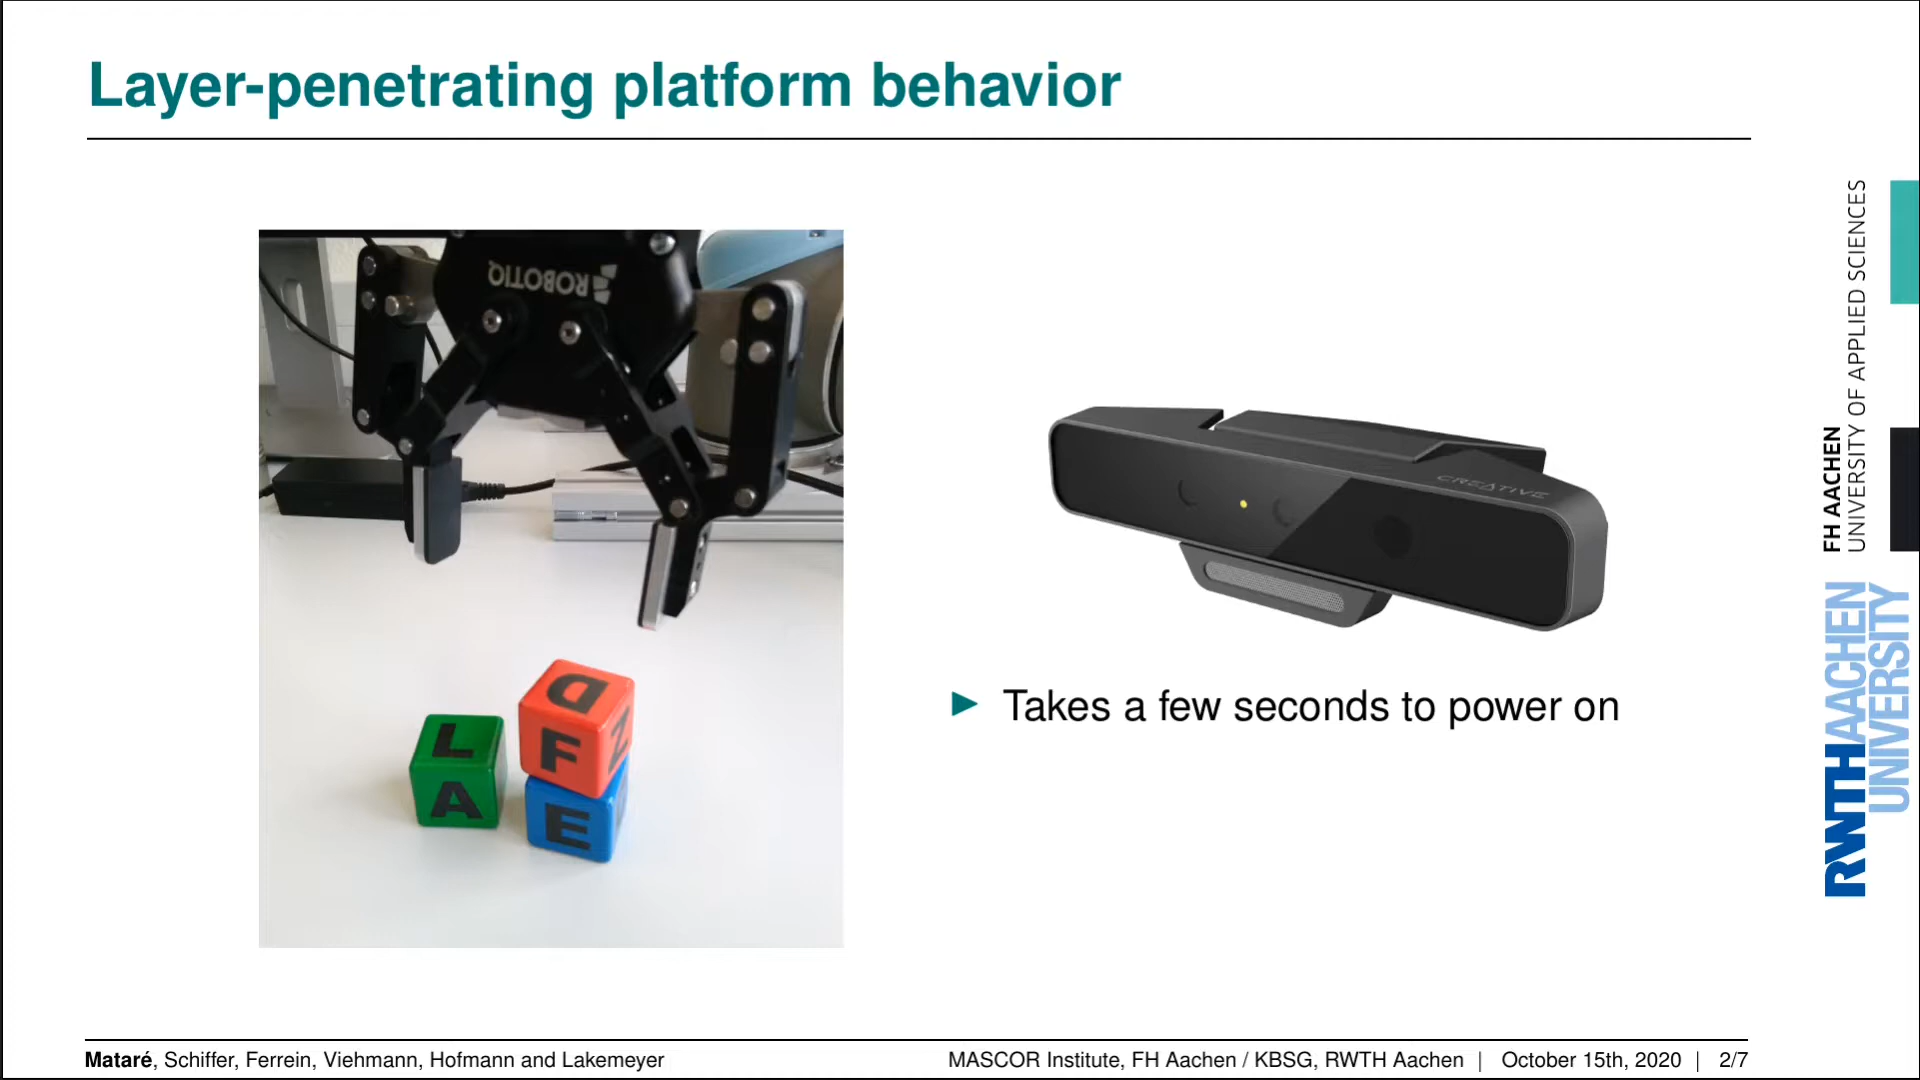 Layer-penetrating platform behavior
ROBOTIQ
L
A
D
F
Z
E
CREATIVE
Takes a few seconds to power on
FH AACHEN
UNIVERSITY OF APPLIED SCIENCES
RWTHAACHEN
UNIVERSITY
Mataré, Schiffer, Ferrein, Viehmann, Hofmann and Lakemeyer
MASCOR Institute, FH Aachen / KBSG, RWTH Aachen | October 15th, 2020 | 2/7